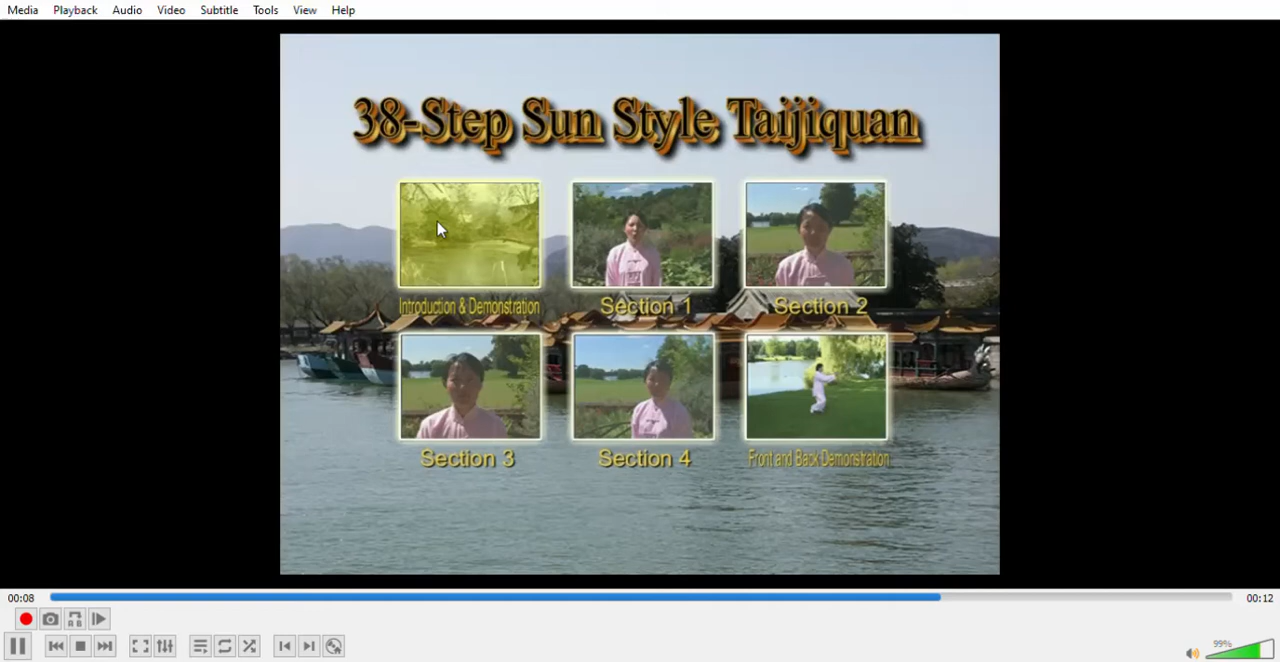 Media Playback Audio Video Subtitle Tools View Help
38-Step Sun Style Taijiquan
Introduction & Demonstration Section 1 Section 2
Section 3 Section 4 Front and Back Demonstration
00:08 00:12
A B
99%